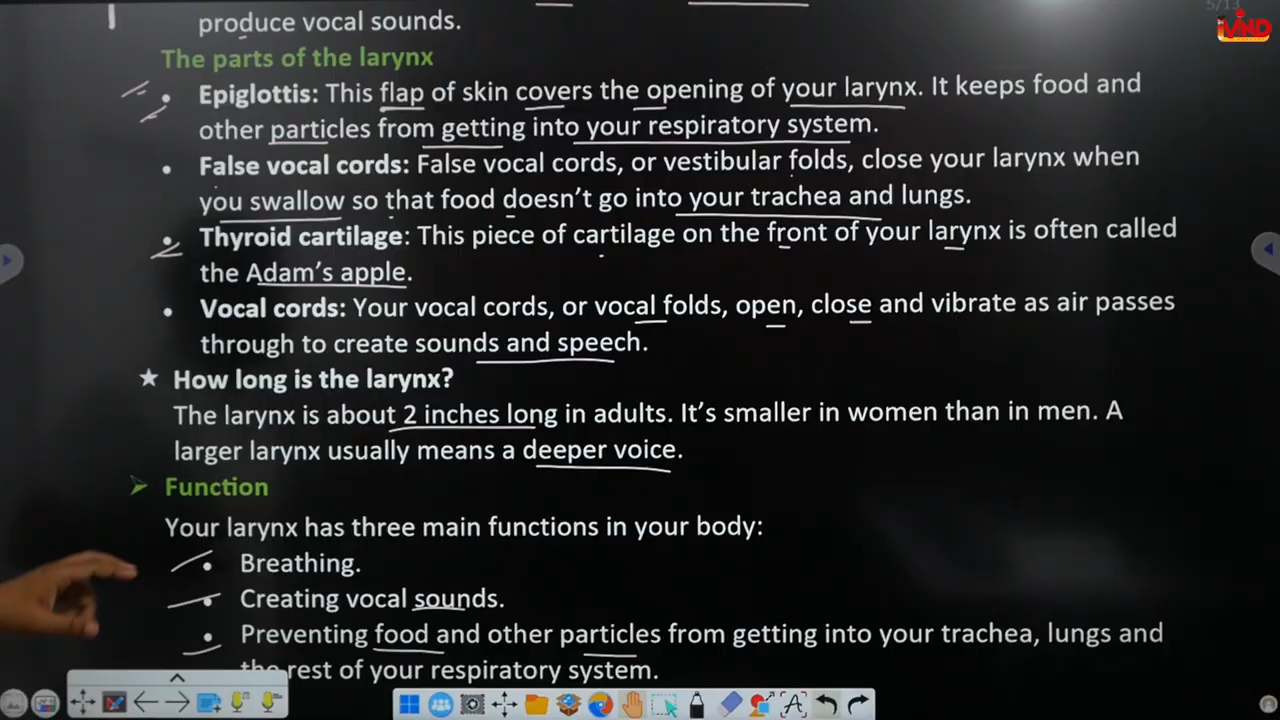 5/13
iVND
produce vocal sounds.
The parts of the larynx
• Epiglottis: This flap of skin covers the opening of your larynx. It keeps food and
other particles from getting into your respiratory system.
• False vocal cords: False vocal cords, or vestibular folds, close your larynx when
you swallow so that food doesn't go into your trachea and lungs.
• Thyroid cartilage: This piece of cartilage on the front of your larynx is often called
the Adam's apple.
• Vocal cords: Your vocal cords, or vocal folds, open, close and vibrate as air passes
through to create sounds and speech.
★ How long is the larynx?
The larynx is about 2 inches long in adults. It's smaller in women than in men. A
larger larynx usually means a deeper voice.
➤ Function
Your larynx has three main functions in your body:
• Breathing.
• Creating vocal sounds.
• Preventing food and other particles from getting into your trachea, lungs and
the rest of your respiratory system.